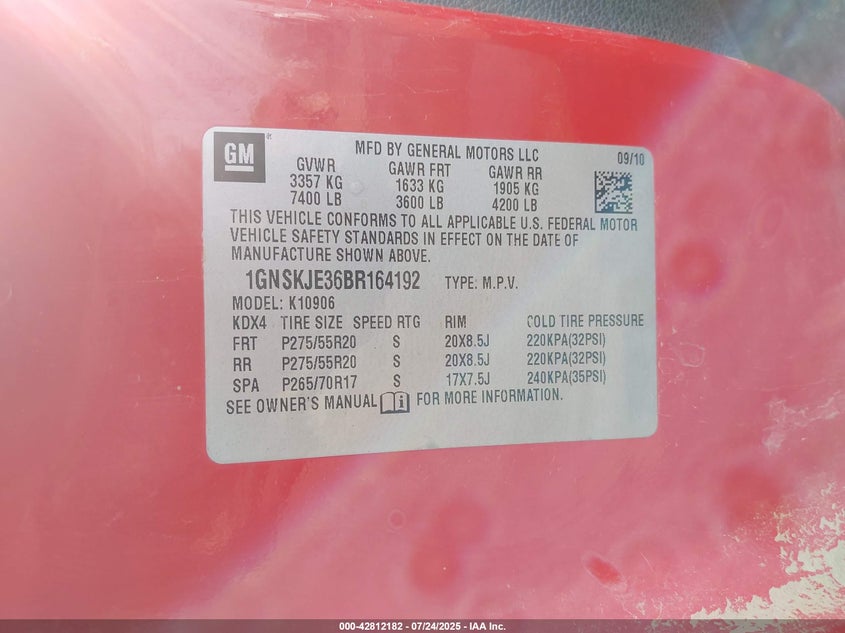 GM MFD BY GENERAL MOTORS LLC 09/10
GVWR GAWR FRT GAWR RR
3357 KG 1633 KG 1905 KG
7400 LB 3600 LB 4200 LB
THIS VEHICLE CONFORMS TO ALL APPLICABLE U.S. FEDERAL MOTOR
VEHICLE SAFETY STANDARDS IN EFFECT ON THE DATE OF
MANUFACTURE SHOWN ABOVE.
1GNSKJE36BR164192 TYPE: M.P.V.
MODEL: K10906
KDX4 TIRE SIZE SPEED RTG RIM COLD TIRE PRESSURE
FRT P275/55R20 S 20X8.5J 220KPA(32PSI)
RR P275/55R20 S 20X8.5J 220KPA(32PSI)
SPA P265/70R17 S 17X7.5J 240KPA(35PSI)
SEE OWNER'S MANUAL FOR MORE INFORMATION.
000-42812182 / 07/24/2025 - IAA Inc.